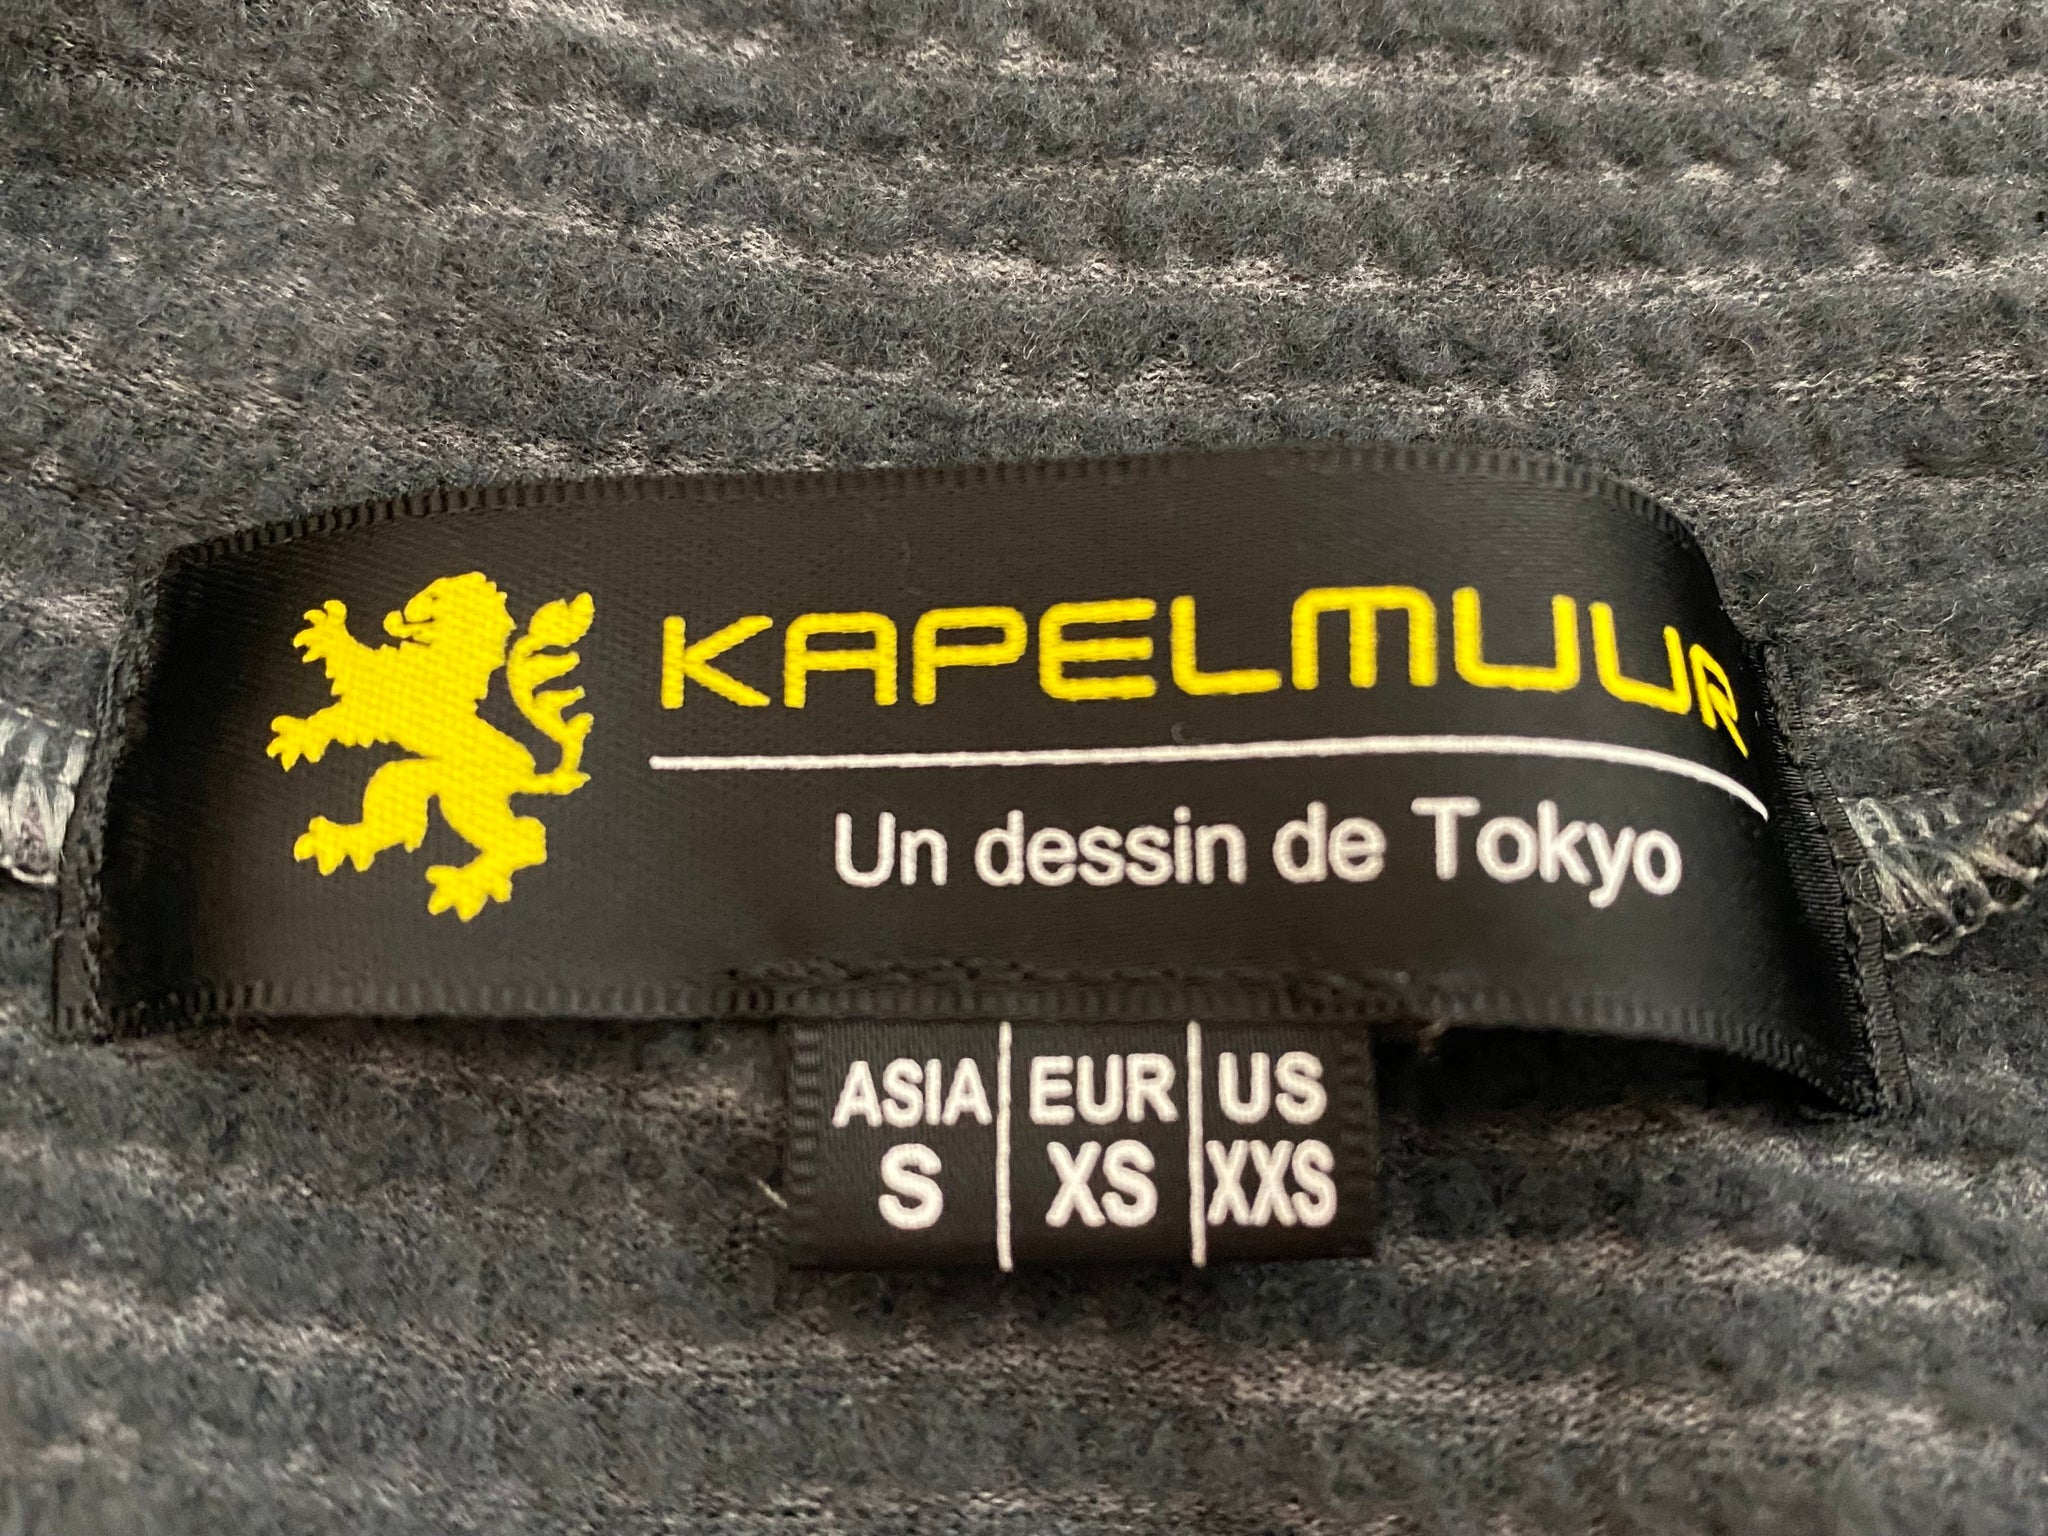 KAPELMUUR
Un dessin de Tokyo
ASIA EUR US
S XS XXS